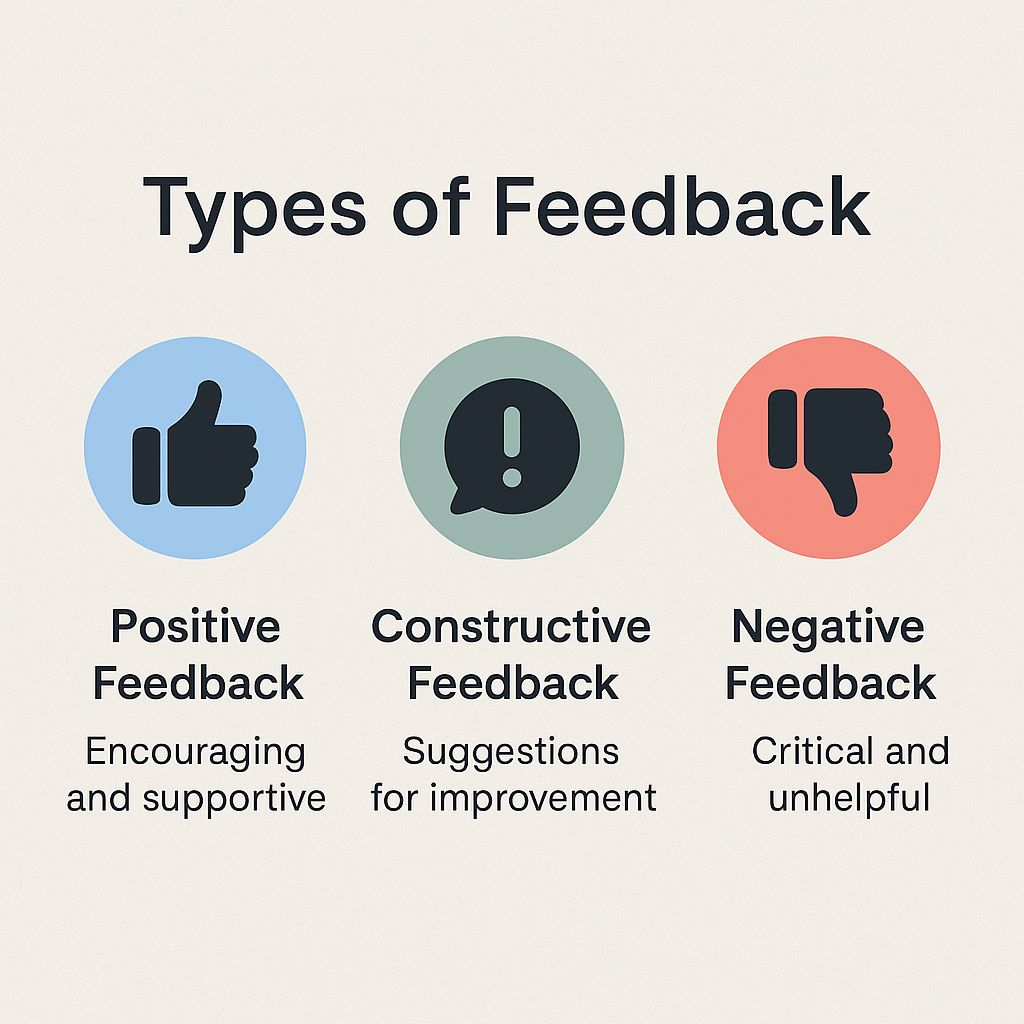 Types of Feedback
Positive
Feedback
Encouraging
and supportive
Constructive
Feedback
Suggestions
for improvement
Negative
Feedback
Critical and
unhelpful